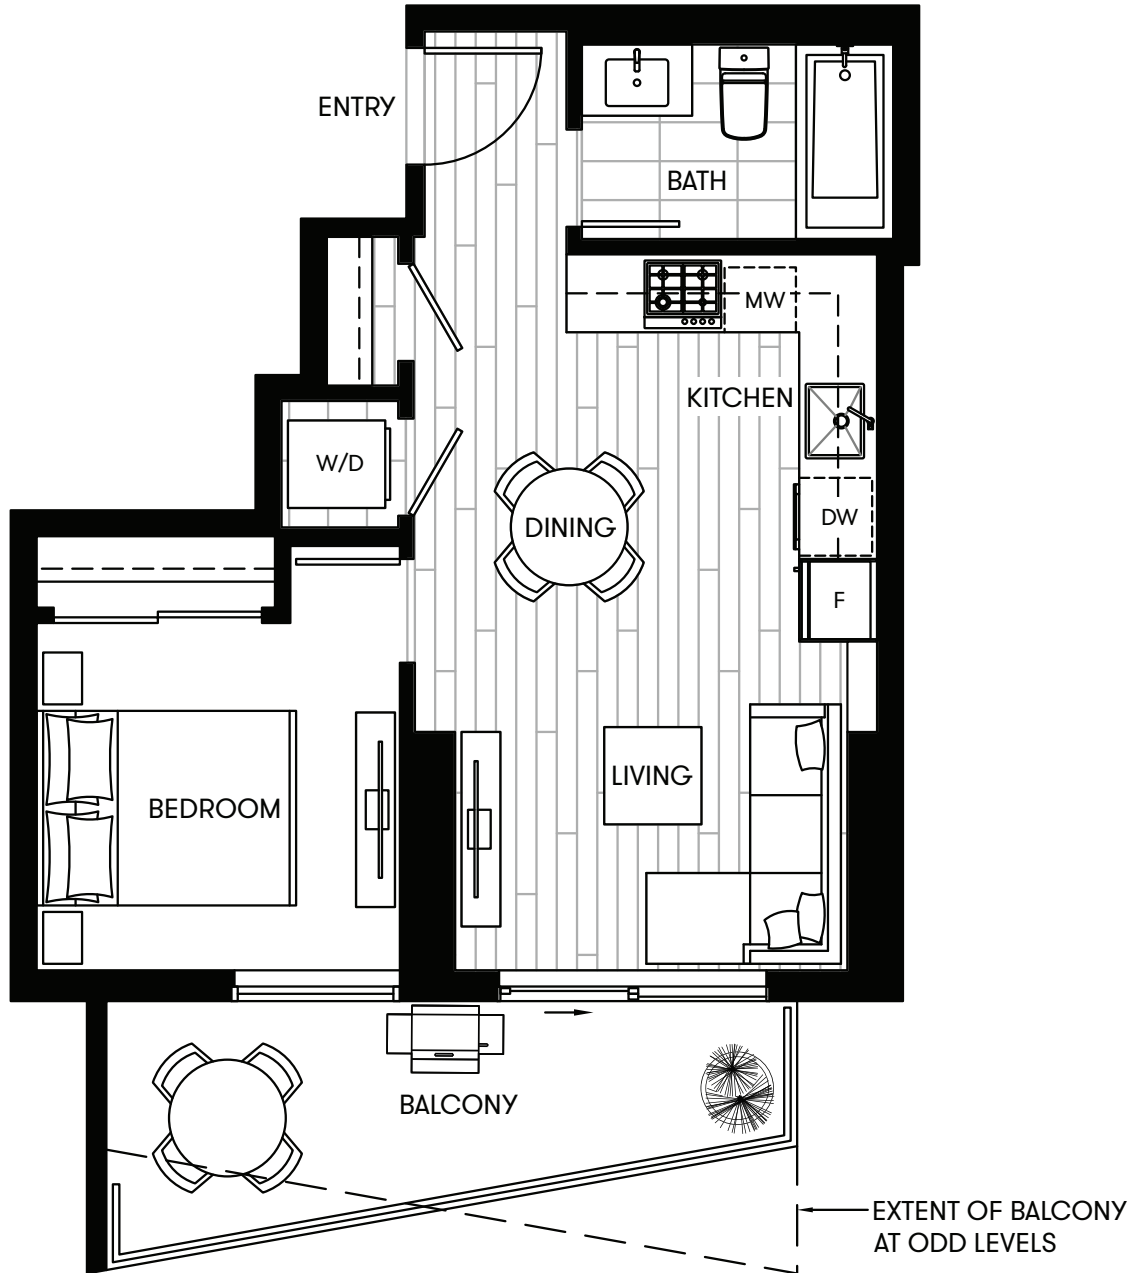 ENTRY
BATH
MW
KITCHEN
W/D
DW
DINING
F
LIVING
BEDROOM
BALCONY
EXTENT OF BALCONY
AT ODD LEVELS